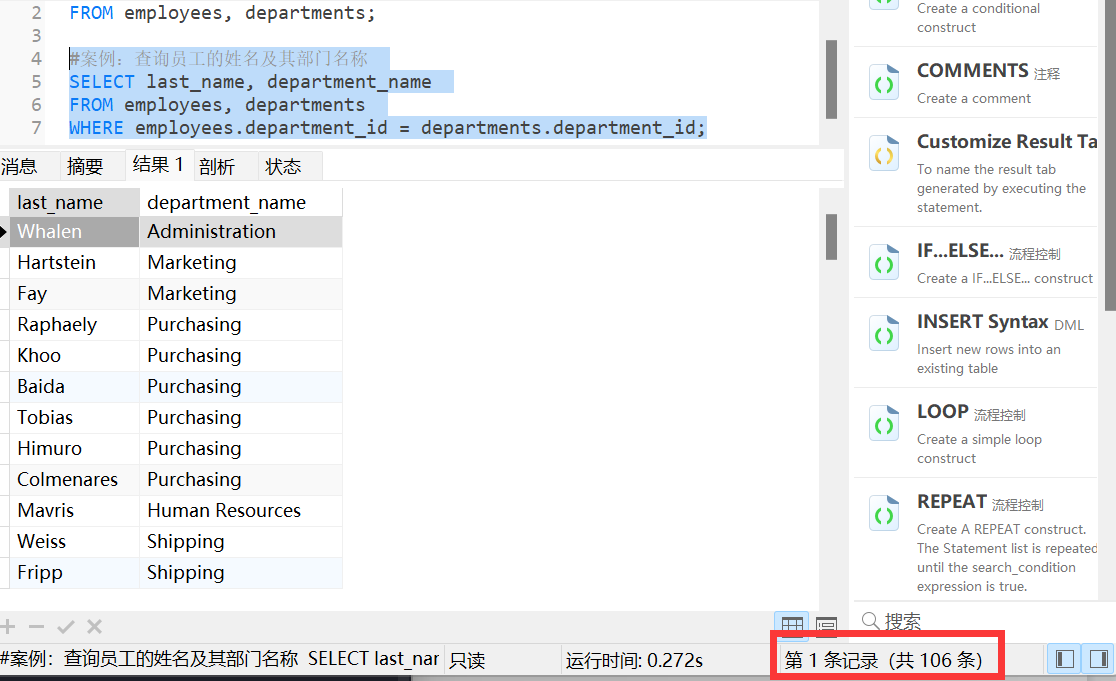 2 FROM employees, departments;
3
4 #案例：查询员工的姓名及其部门名称
5 SELECT last_name, department_name
6 FROM employees, departments
7 WHERE employees.department_id = departments.department_id;
消息 摘要 结果 1 剖析 状态
last_name department_name
Whalen Administration
Hartstein Marketing
Fay Marketing
Raphaely Purchasing
Khoo Purchasing
Baida Purchasing
Tobias Purchasing
Himuro Purchasing
Colmenares Purchasing
Mavris Human Resources
Weiss Shipping
Fripp Shipping
#案例：查询员工的姓名及其部门名称 SELECT last_nar 只读 运行时间: 0.272s 第 1 条记录 (共 106 条)
Create a conditional
construct
COMMENTS 注释
Create a comment
Customize Result Ta
To name the result tab
generated by executing the
statement.
IF...ELSE... 流程控制
Create a IF...ELSE... construct
INSERT Syntax DML
Insert new rows into an
existing table
LOOP 流程控制
Create a simple loop
construct
REPEAT 流程控制
Create A REPEAT construct.
The Statement list is repeated
until the search_condition
expression is true.
搜索